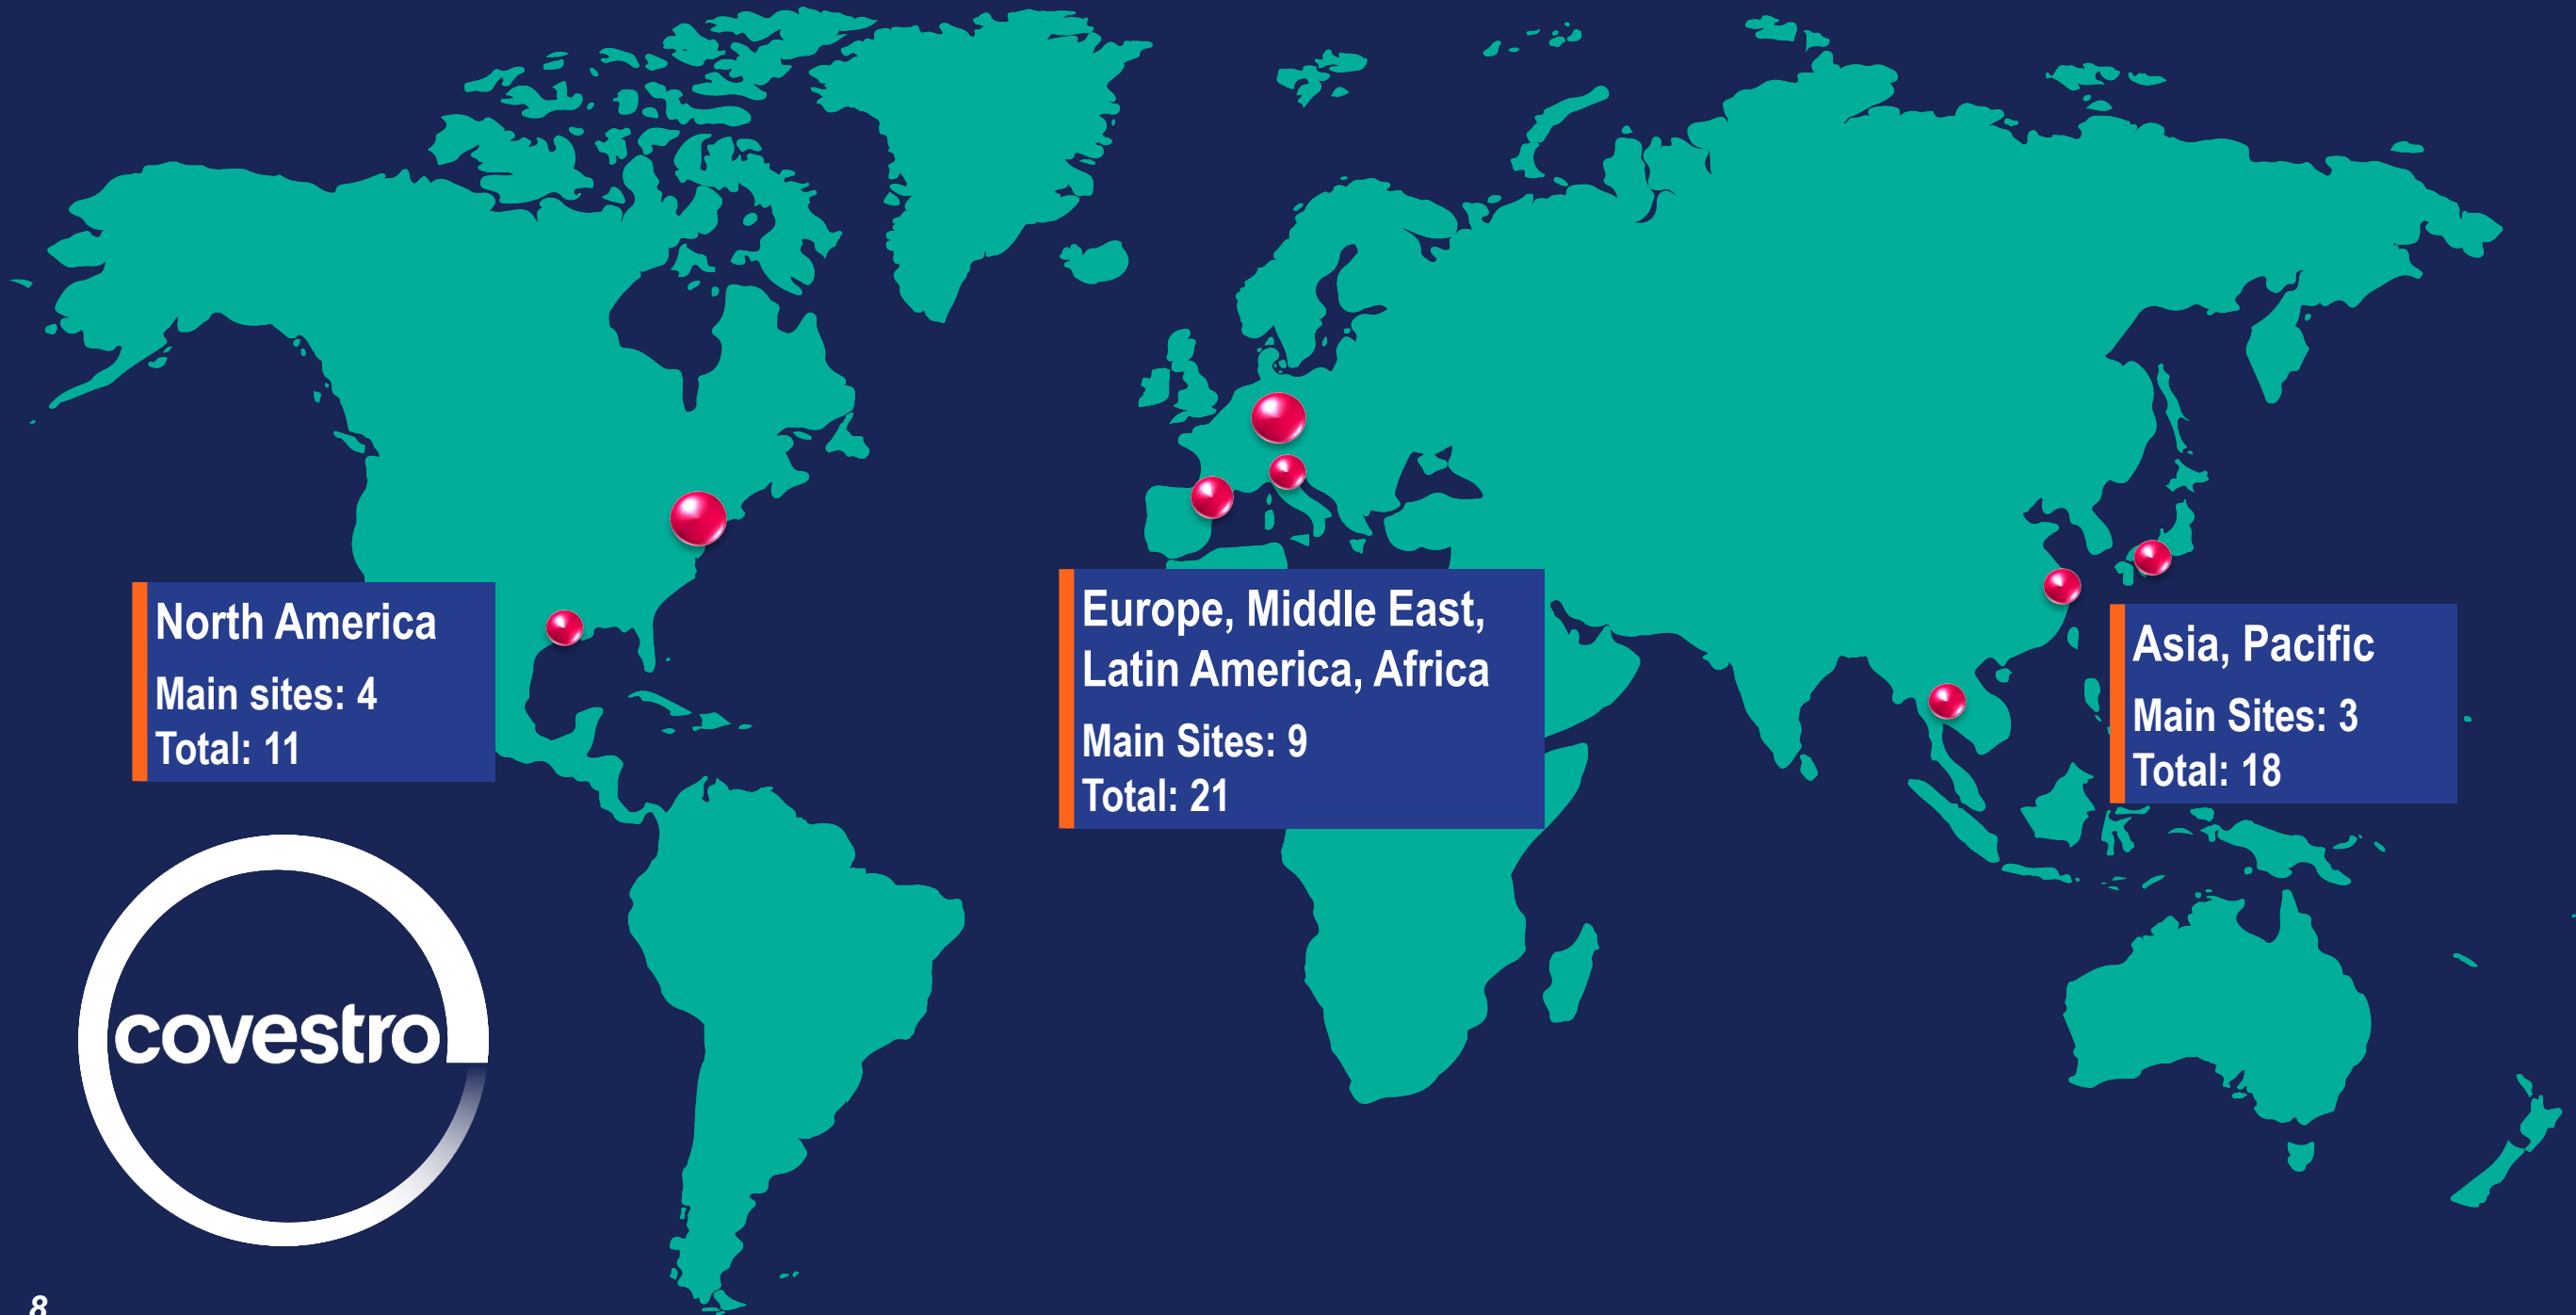 North America
Main sites: 4
Total: 11
Europe, Middle East,
Latin America, Africa
Main Sites: 9
Total: 21
Asia, Pacific
Main Sites: 3
Total: 18
covestro
8